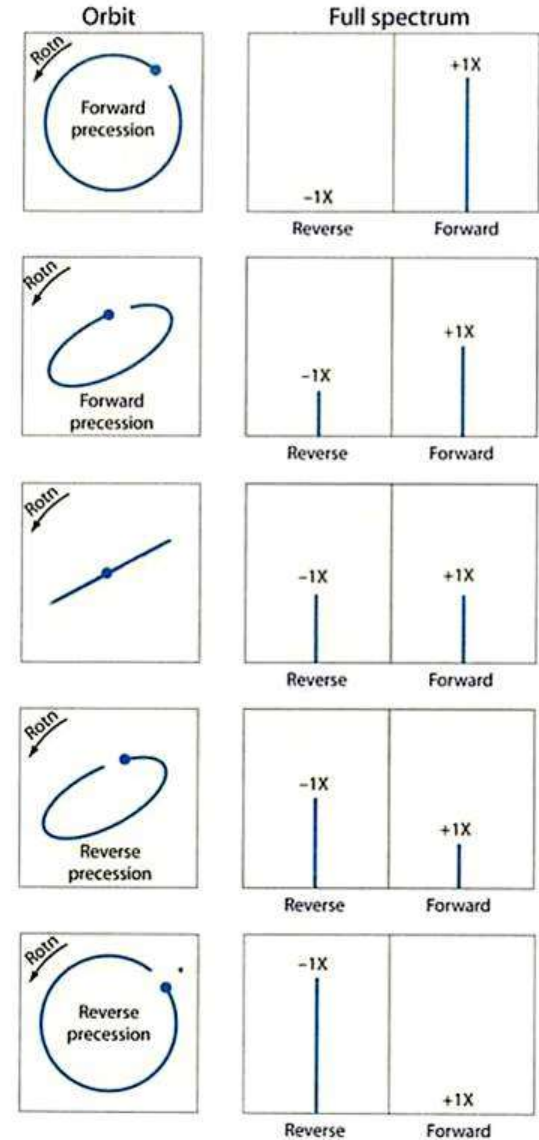 Orbit
Full spectrum
Rotn
Forward
precession
+1X
–1X
Reverse
Forward
Rotn
Forward
precession
–1X
+1X
Reverse
Forward
Rotn
–1X
+1X
Reverse
Forward
Rotn
Reverse
precession
–1X
+1X
Reverse
Forward
Rotn
Reverse
precession
–1X
+1X
Reverse
Forward